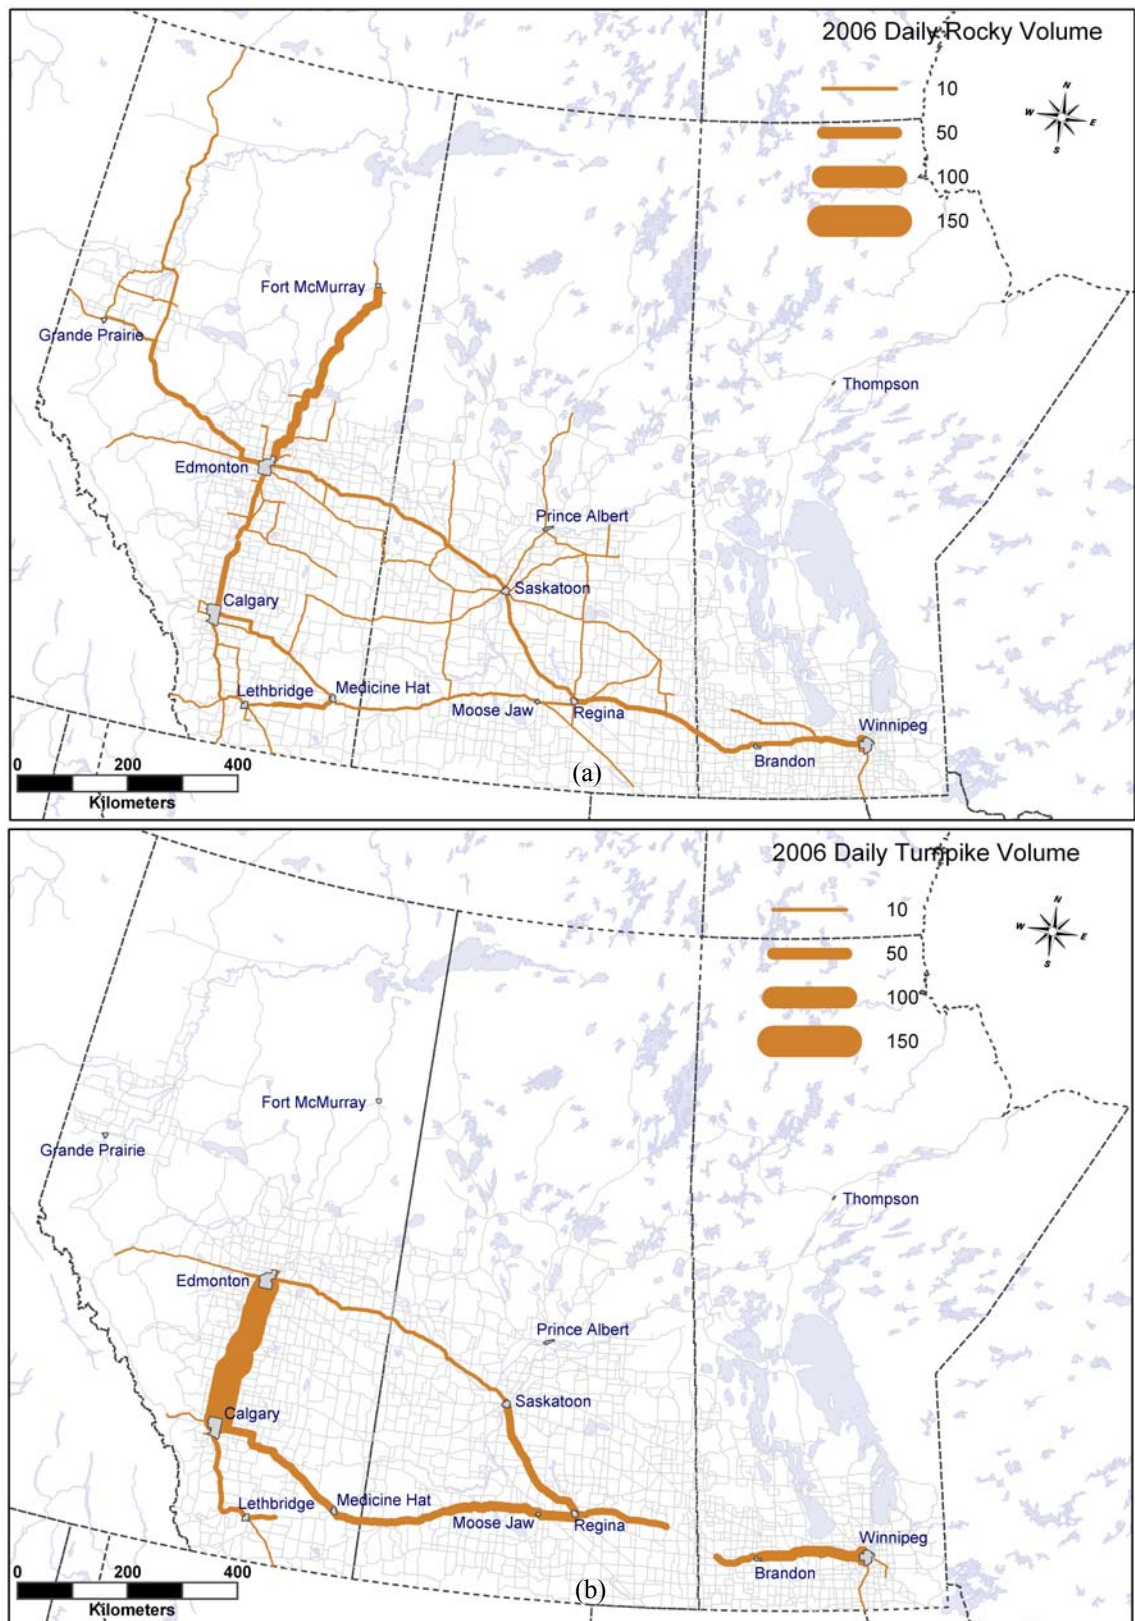 2006 Daily Rocky Volume
10
50
100
150
N
W
E
S
Fort McMurray
Grande Prairie
Thompson
Edmonton
Prince Albert
Saskatoon
Calgary
Lethbridge
Medicine Hat
Moose Jaw
Regina
Winnipeg
Brandon
0 200 400
Kilometers
(a)
2006 Daily Turnpike Volume
10
50
100
150
N
W
E
S
Fort McMurray
Grande Prairie
Thompson
Edmonton
Prince Albert
Saskatoon
Calgary
Lethbridge
Medicine Hat
Moose Jaw
Regina
Winnipeg
Brandon
0 200 400
Kilometers
(b)